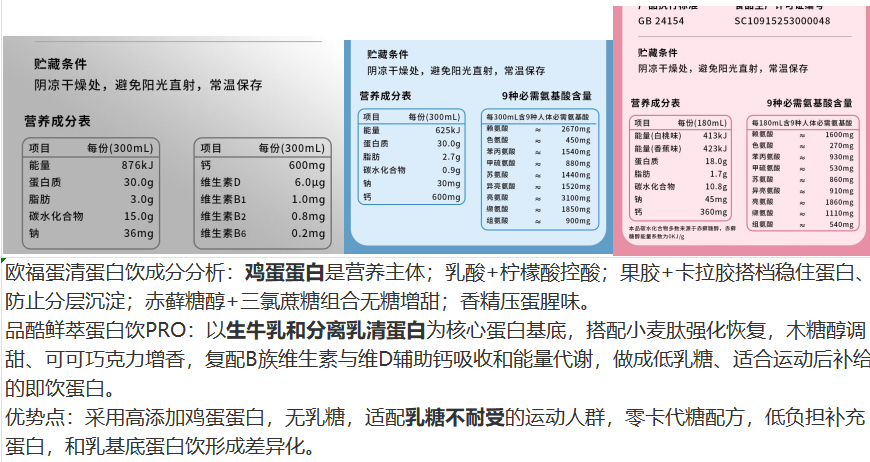 贮藏条件
阴凉干燥处，避免阳光直射，常温保存
营养成分表
项目 每份(300mL)
能量 876kJ
蛋白质 30.0g
脂肪 3.0g
碳水化合物 15.0g
钠 36mg
项目 每份(300mL)
钙 600mg
维生素D 6.0μg
维生素B1 1.0mg
维生素B2 0.8mg
维生素B6 0.2mg
贮藏条件
阴凉干燥处，避免阳光直射，常温保存
营养成分表
项目 每份(300mL)
能量 625kJ
蛋白质 30.0g
脂肪 2.7g
碳水化合物 0.9g
钠 30mg
钙 600mg
9种必需氨基酸含量
每300mL含9种人体必需氨基酸
赖氨酸 ≈ 2670mg
色氨酸 ≈ 450mg
苯丙氨酸 ≈ 1540mg
甲硫氨酸 ≈ 880mg
苏氨酸 ≈ 1440mg
异亮氨酸 ≈ 1520mg
亮氨酸 ≈ 3100mg
缬氨酸 ≈ 1850mg
组氨酸 ≈ 900mg
产品执行标准 食品生产许可证编号
GB 24154 SC10915253000048
贮藏条件
阴凉干燥处，避免阳光直射，常温保存
营养成分表
项目 每份(180mL)
能量(白桃味) 413kJ
能量(香蕉味) 423kJ
蛋白质 18.0g
脂肪 1.7g
碳水化合物 10.8g
钠 45mg
钙 360mg
本品碳水化合物多数来源于赤藓糖醇，赤藓
糖醇能量系数为0KJ/g
9种必需氨基酸含量
每180mL含9种人体必需氨基酸
赖氨酸 ≈ 1600mg
色氨酸 ≈ 270mg
苯丙氨酸 ≈ 930mg
甲硫氨酸 ≈ 530mg
苏氨酸 ≈ 860mg
异亮氨酸 ≈ 910mg
亮氨酸 ≈ 1860mg
缬氨酸 ≈ 1110mg
组氨酸 ≈ 540mg
欧福蛋清蛋白饮成分分析：鸡蛋蛋白是营养主体；乳酸+柠檬酸控酸；果胶+卡拉胶搭档稳住蛋白、
防止分层沉淀；赤藓糖醇+三氯蔗糖组合无糖增甜；香精压蛋腥味。
品酷鲜萃蛋白饮PRO：以生牛乳和分离乳清蛋白为核心蛋白基底，搭配小麦肽强化恢复，木糖醇调
甜、可可巧克力增香，复配B族维生素与维D辅助钙吸收和能量代谢，做成低乳糖、适合运动后补给
的即饮蛋白。
优势点：采用高添加鸡蛋蛋白，无乳糖，适配乳糖不耐受的运动人群，零卡代糖配方，低负担补充
蛋白，和乳基底蛋白饮形成差异化。